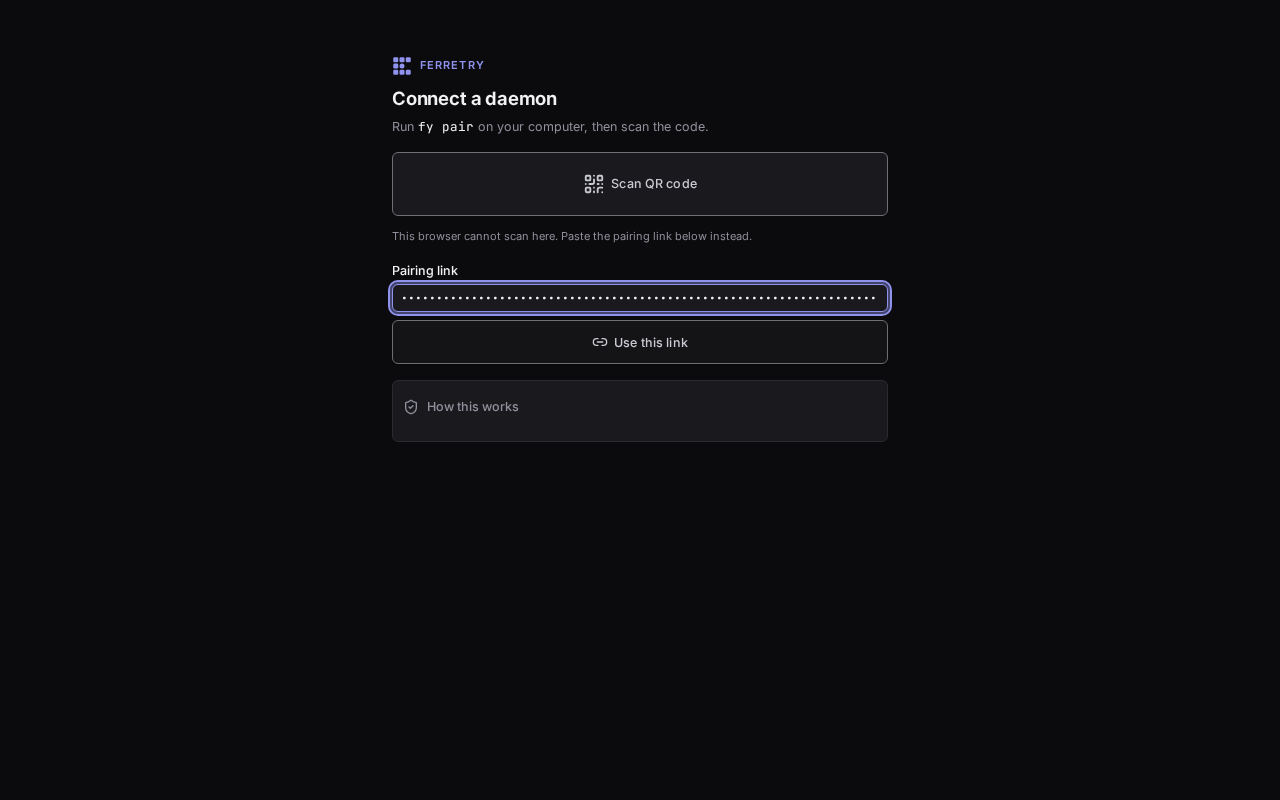 FERRETRY
Connect a daemon
Run fy pair on your computer, then scan the code.
Scan QR code
This browser cannot scan here. Paste the pairing link below instead.
Pairing link
Use this link
How this works